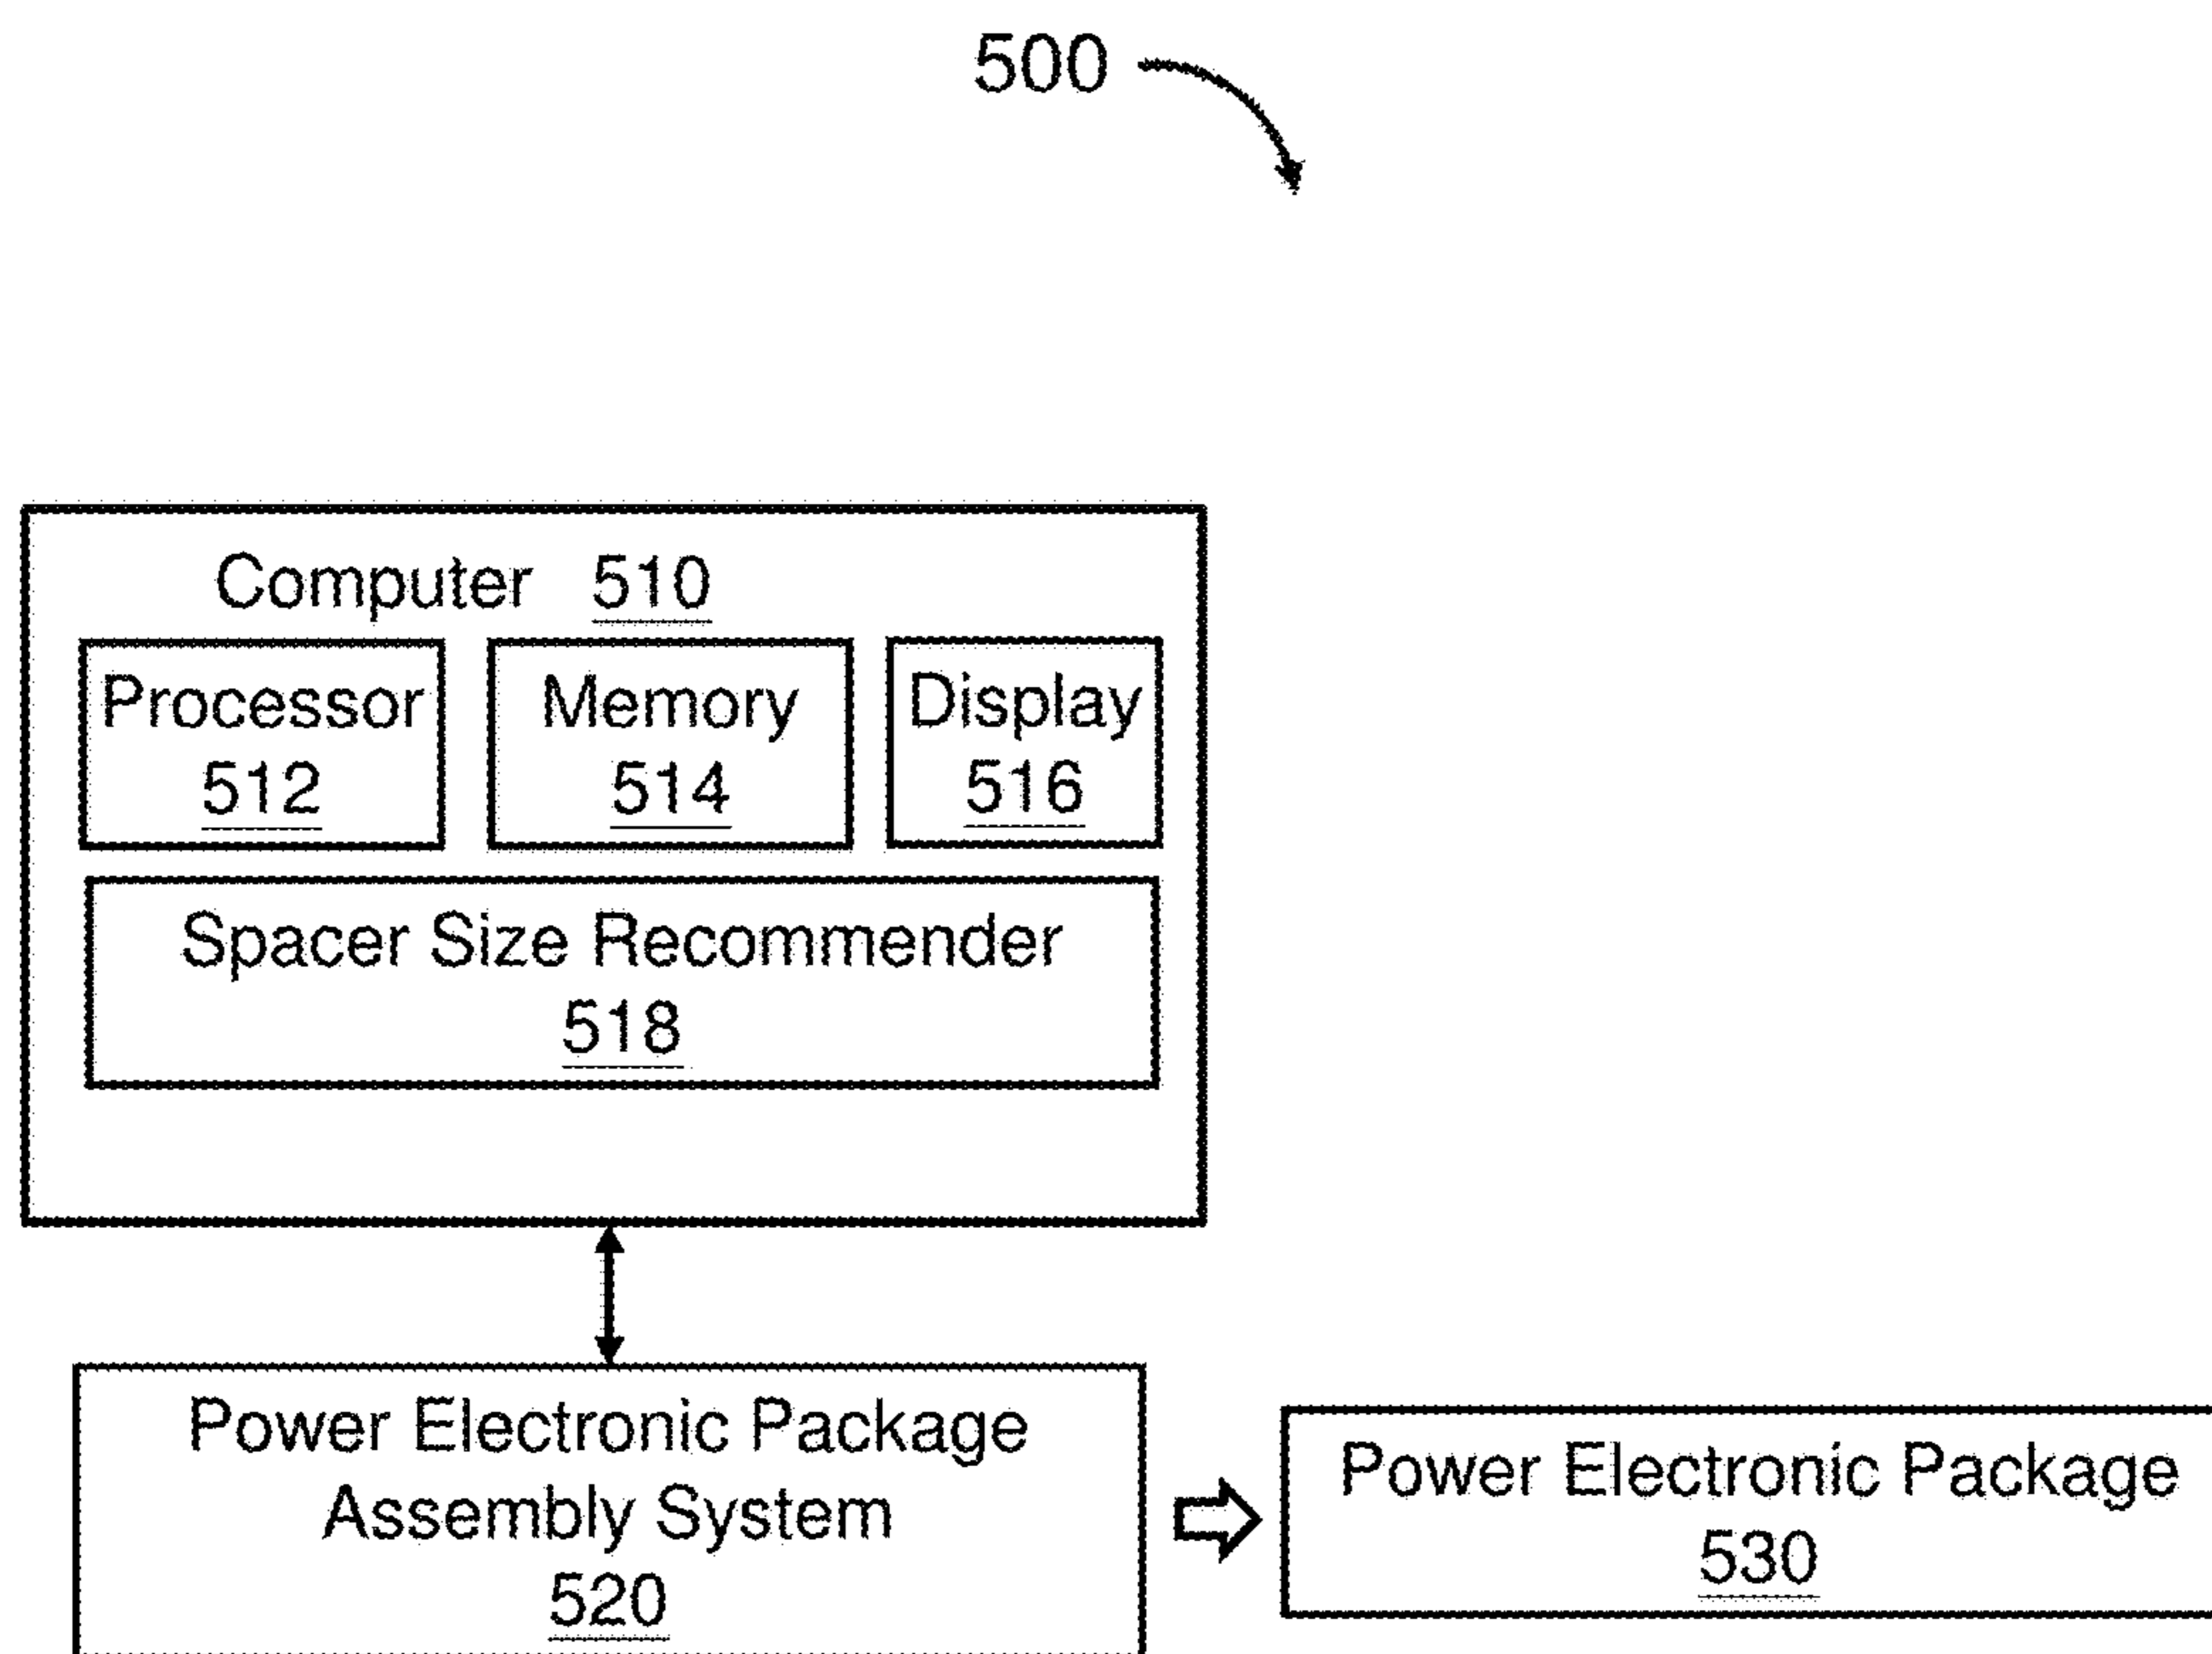 500
Computer 510
Processor
512
Memory
514
Display
516
Spacer Size Recommender
518
Power Electronic Package
Assembly System
520
Power Electronic Package
530